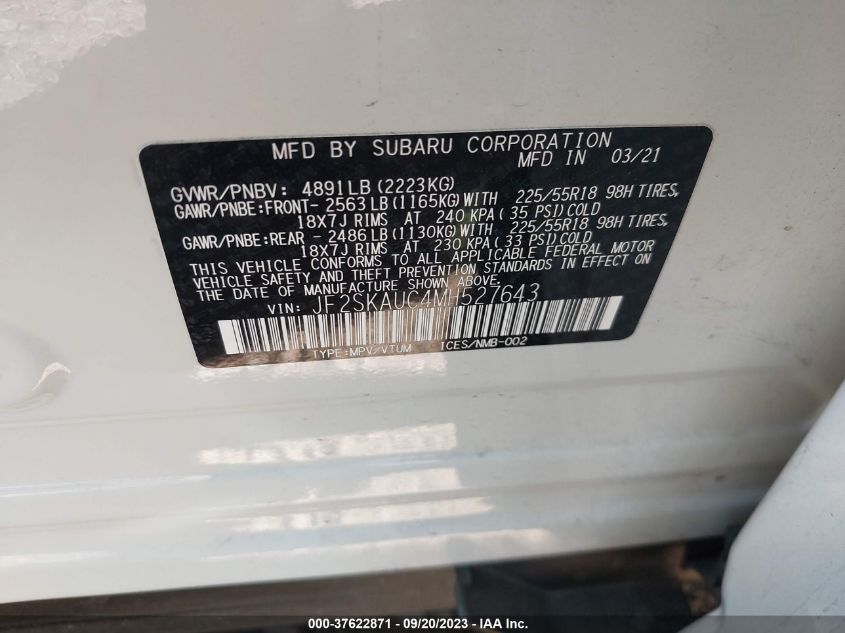 MFD BY SUBARU CORPORATION
MFD IN 03/21
GVWR/PNBV: 4891LB(2223KG)
GAWR/PNBE:FRONT- 2563LB(1165KG)WITH 225/55R18 98H TIRES,
18X7J RIMS AT 240 KPA( 35 PSI)COLD
GAWR/PNBE:REAR - 2486LB(1130KG)WITH 225/55R18 98H TIRES,
18X7J RIMS AT 230 KPA( 33 PSI)COLD
THIS VEHICLE CONFORMS TO ALL APPLICABLE FEDERAL MOTOR
VEHICLE SAFETY AND THEFT PREVENTION STANDARDS IN EFFECT ON
THE DATE OF MANUFACTURE SHOWN ABOVE.
VIN: JF2SKAUC4MH527643
TYPE:MPV/VTUM ICES/NMB-002
000-37622871 - 09/20/2023 - IAA Inc.